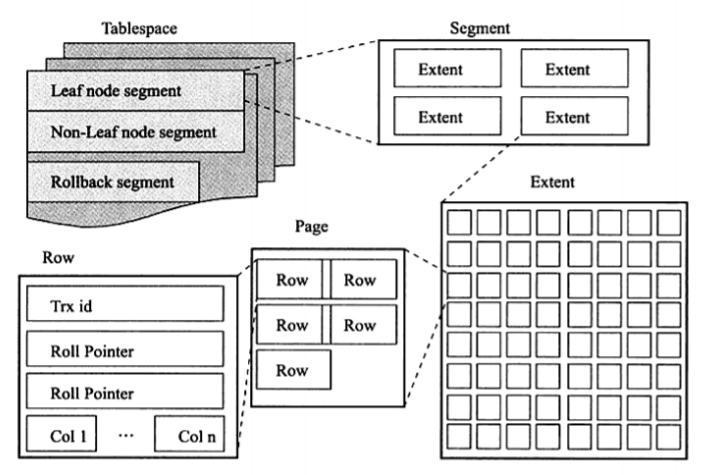 Tablespace
Leaf node segment
Non-Leaf node segment
Rollback segment
Segment
Extent Extent
Extent Extent
Extent
Page
Row Row
Row Row
Row
Row
Trx id
Roll Pointer
Roll Pointer
Col 1 ... Col n